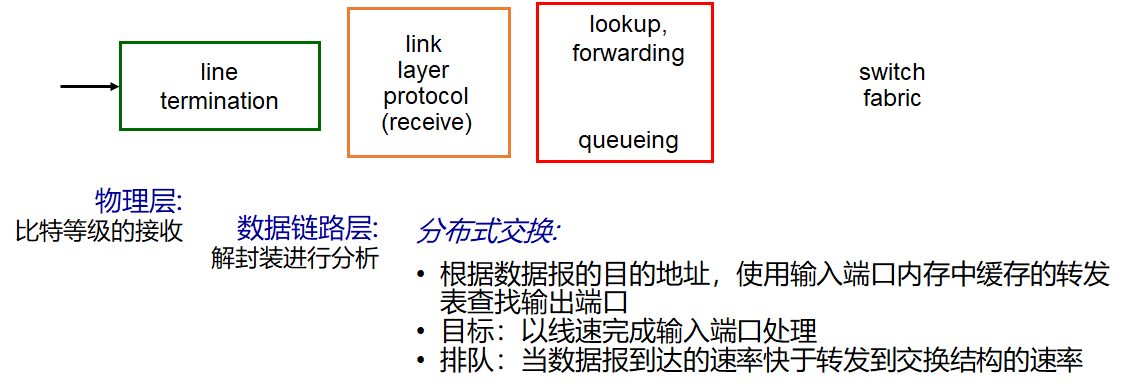 line
termination
link
layer
protocol
(receive)
lookup,
forwarding
queueing
switch
fabric
物理层:
比特等级的接收
数据链路层:
解封装进行分析
分布式交换:
• 根据数据报的目的地址，使用输入端口内存中缓存的转发
表查找输出端口
• 目标：以线速完成输入端口处理
• 排队：当数据报到达的速率快于转发到交换结构的速率